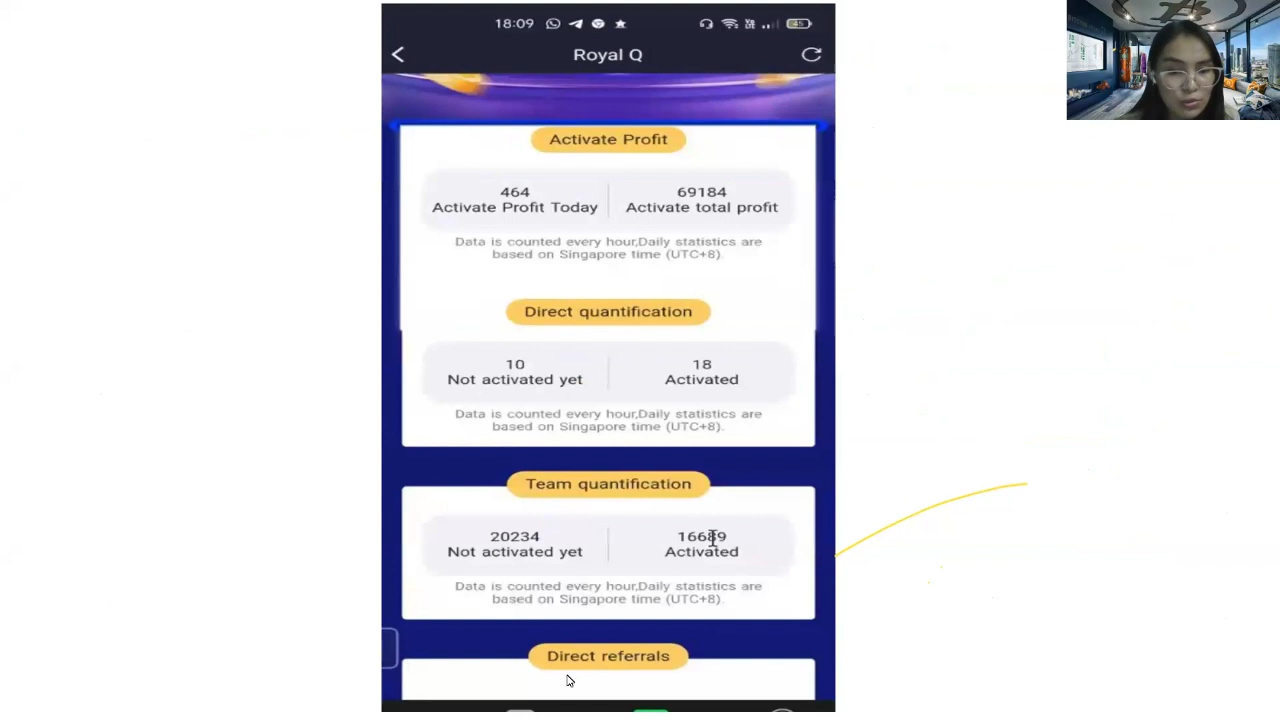 18:09
45
Royal Q
Activate Profit
464
Activate Profit Today
69184
Activate total profit
Data is counted every hour,Daily statistics are
based on Singapore time (UTC+8).
Direct quantification
10
Not activated yet
18
Activated
Data is counted every hour,Daily statistics are
based on Singapore time (UTC+8).
Team quantification
20234
Not activated yet
16689
Activated
Data is counted every hour,Daily statistics are
based on Singapore time (UTC+8).
Direct referrals